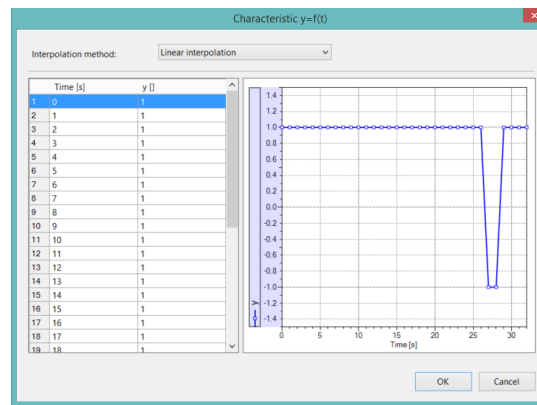 Characteristic y=f(t)
x
Interpolation method: Linear interpolation
Time [s] y []
1 0 1
2 1 1
3 2 1
4 3 1
5 4 1
6 5 1
7 6 1
8 7 1
9 8 1
10 9 1
11 10 1
12 11 1
13 12 1
14 13 1
15 14 1
16 15 1
17 16 1
18 17 1
19 18 1
1.4
1.2
1.0
0.8
0.6
0.4
0.2
0.0
-0.2
-0.4
-0.6
-0.8
-1.0
-1.2
-1.4
y
0 5 10 15 20 25 30
Time [s]
OK Cancel